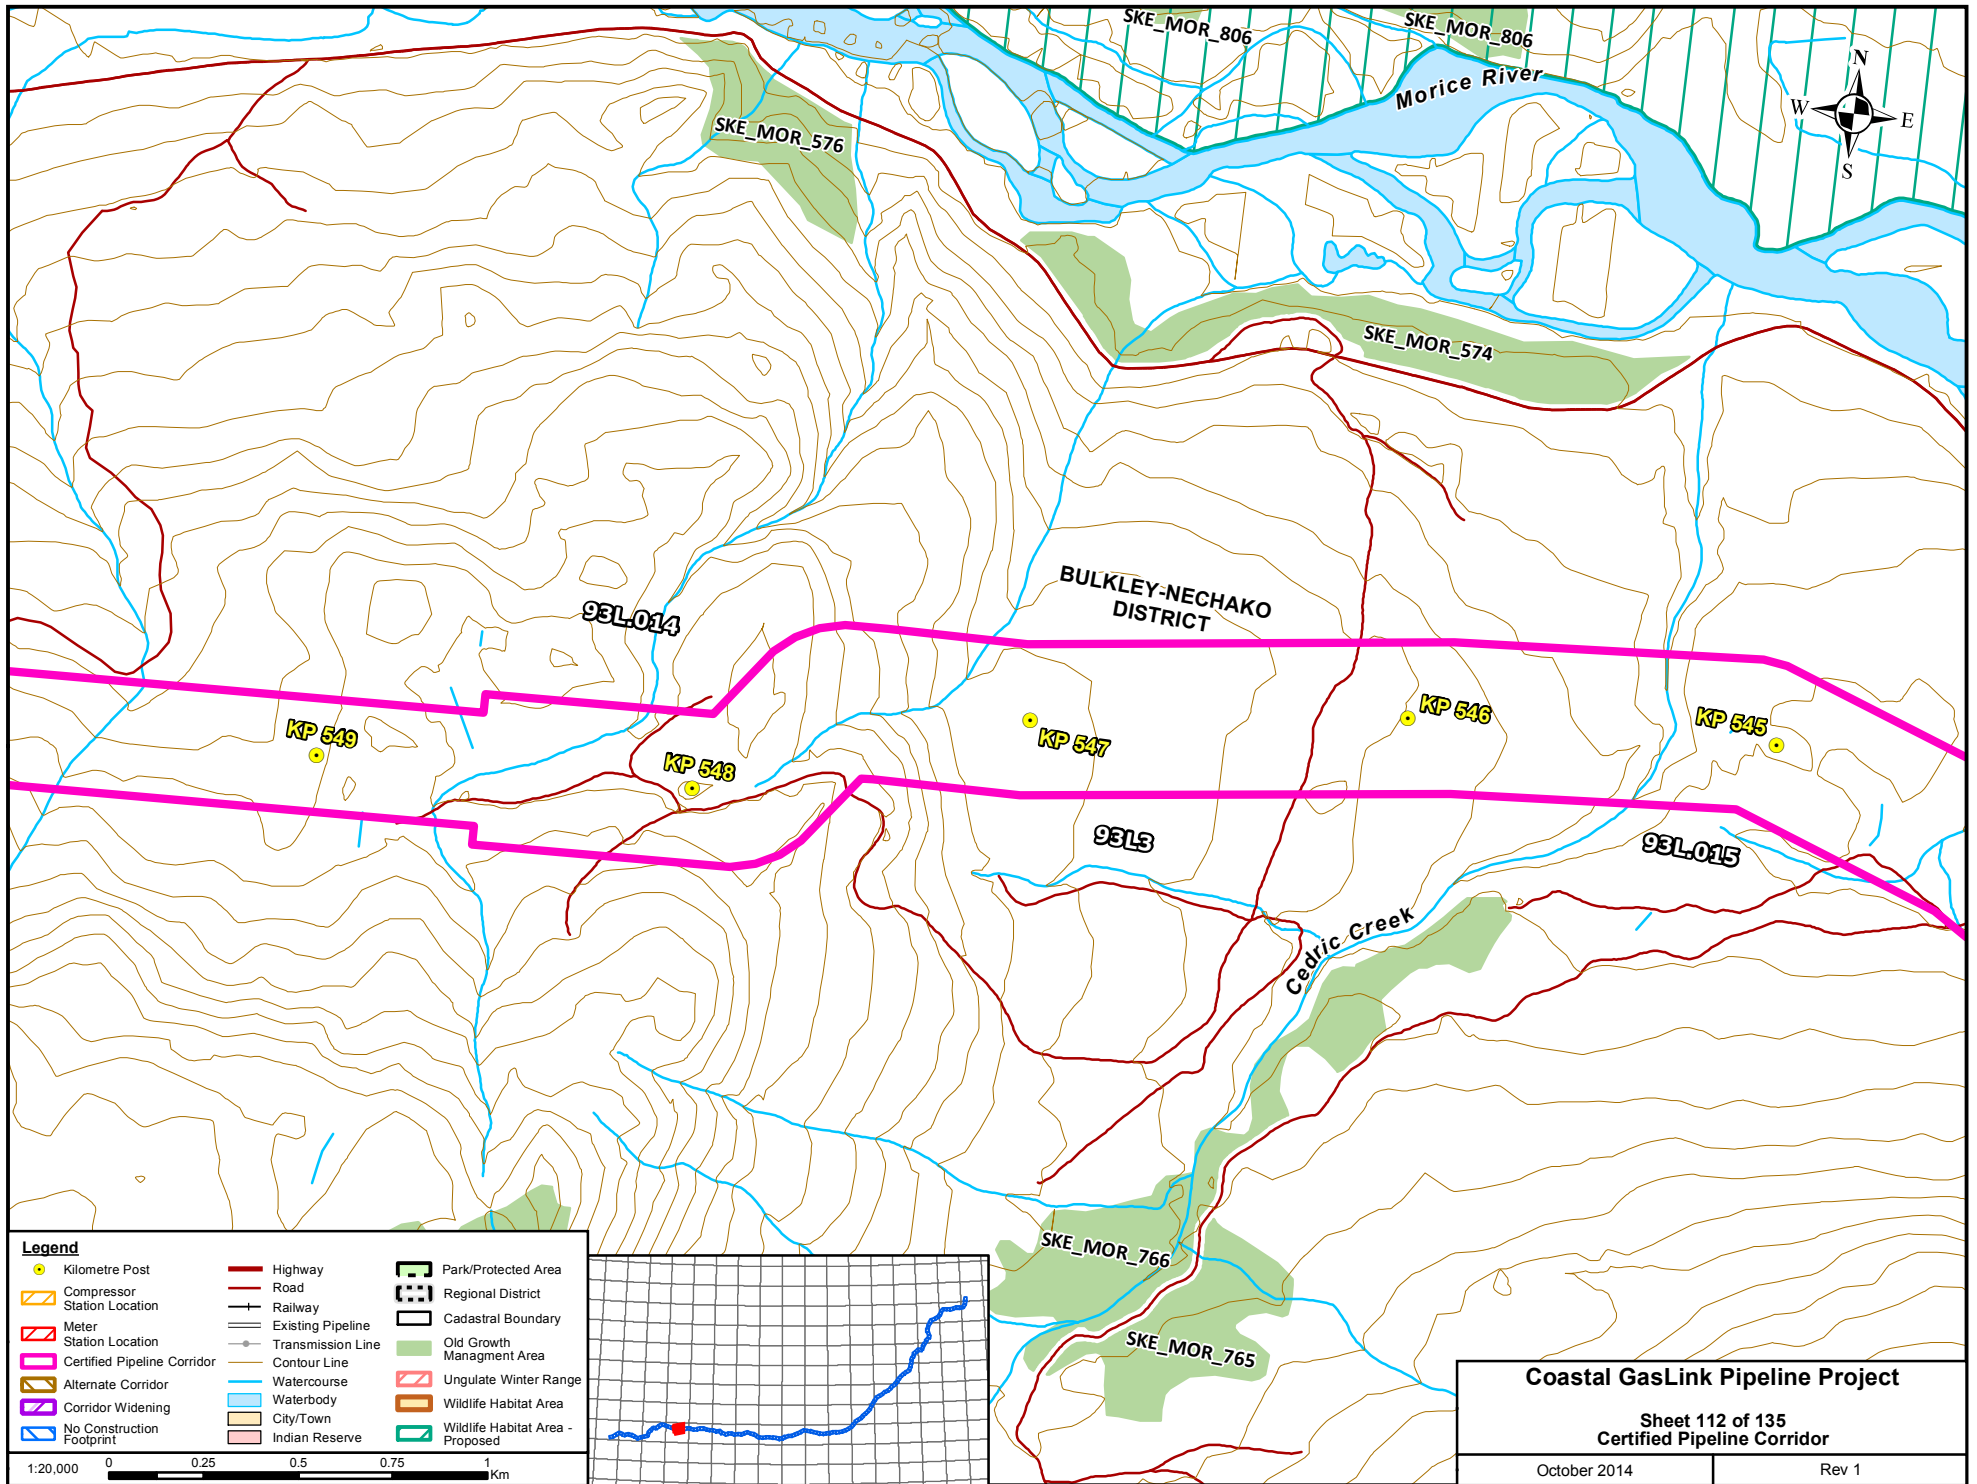 SKE_MOR_806
SKE_MOR_806
Morice River
N
W
E
S
SKE_MOR_576
SKE_MOR_574
BULKLEY-NECHAKO
DISTRICT
93L.014
KP 549
KP 548
KP 547
KP 546
KP 545
93L3
93L.015
Cedric Creek
SKE_MOR_766
SKE_MOR_765
Legend
Kilometre Post
Compressor
Station Location
Meter
Station Location
Certified Pipeline Corridor
Alternate Corridor
Corridor Widening
No Construction
Footprint
Highway
Road
Railway
Existing Pipeline
Transmission Line
Contour Line
Watercourse
Waterbody
City/Town
Indian Reserve
Park/Protected Area
Regional District
Cadastral Boundary
Old Growth
Managment Area
Ungulate Winter Range
Wildlife Habitat Area
Wildlife Habitat Area -
Proposed
1:20,000
0 0.25 0.5 0.75 1
Km
Coastal GasLink Pipeline Project
Sheet 112 of 135
Certified Pipeline Corridor
October 2014
Rev 1